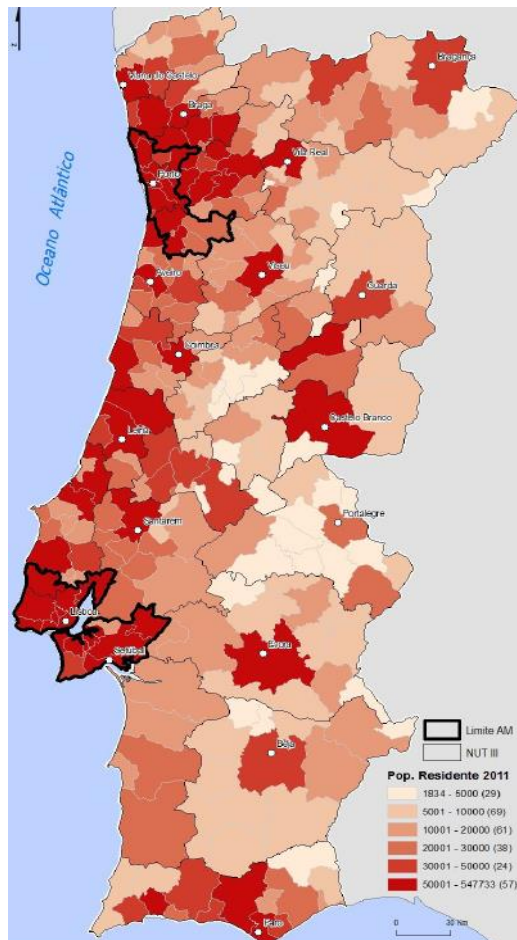 N
Bragança
Viana do Castelo
Braga
Vila Real
Porto
Oceano Atlântico
Aveiro
Viseu
Guarda
Coimbra
Castelo Branco
Leiria
Portalegre
Santarém
Lisboa
Setúbal
Évora
Beja
Limite AM
NUT III
Pop. Residente 2011
1834 - 5000 (29)
5001 - 10000 (69)
10001 - 20000 (61)
20001 - 30000 (38)
30001 - 50000 (24)
50001 - 547733 (57)
Faro
0 30 Km